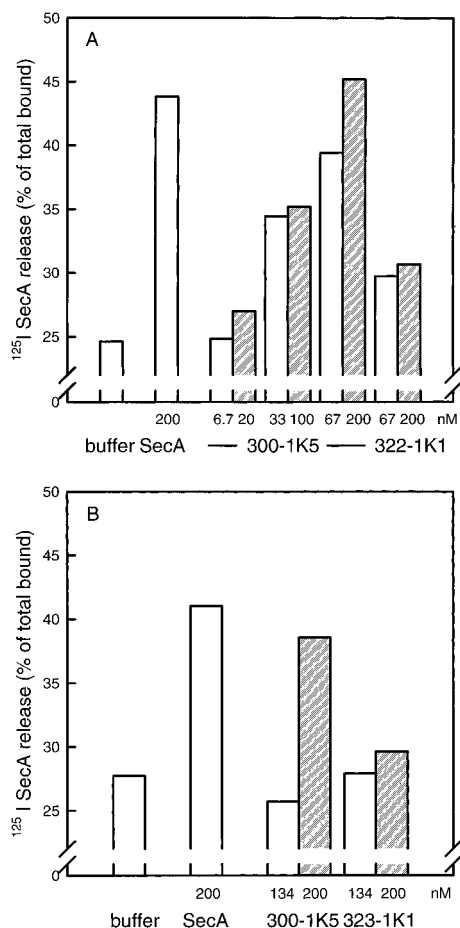 A
50
45
40
35
30
25
0
125I SecA release (% of total bound)
200 6.7 20 33 100 67 200 67 200 nM
buffer SecA — 300-1K5 — 322-1K1
B
50
45
40
35
30
25
0
125 I SecA release (% of total bound)
200 134 200 134 200 nM
buffer SecA 300-1K5 323-1K1